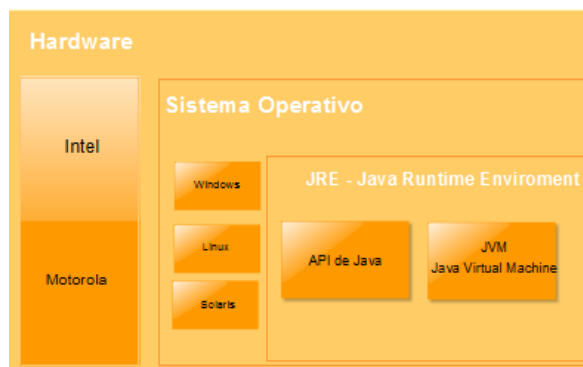 Hardware
Intel
Motorola
Sistema Operativo
Windows
Linux
Solaris
JRE - Java Runtime Enviroment
API de Java
JVM
Java Virtual Machine